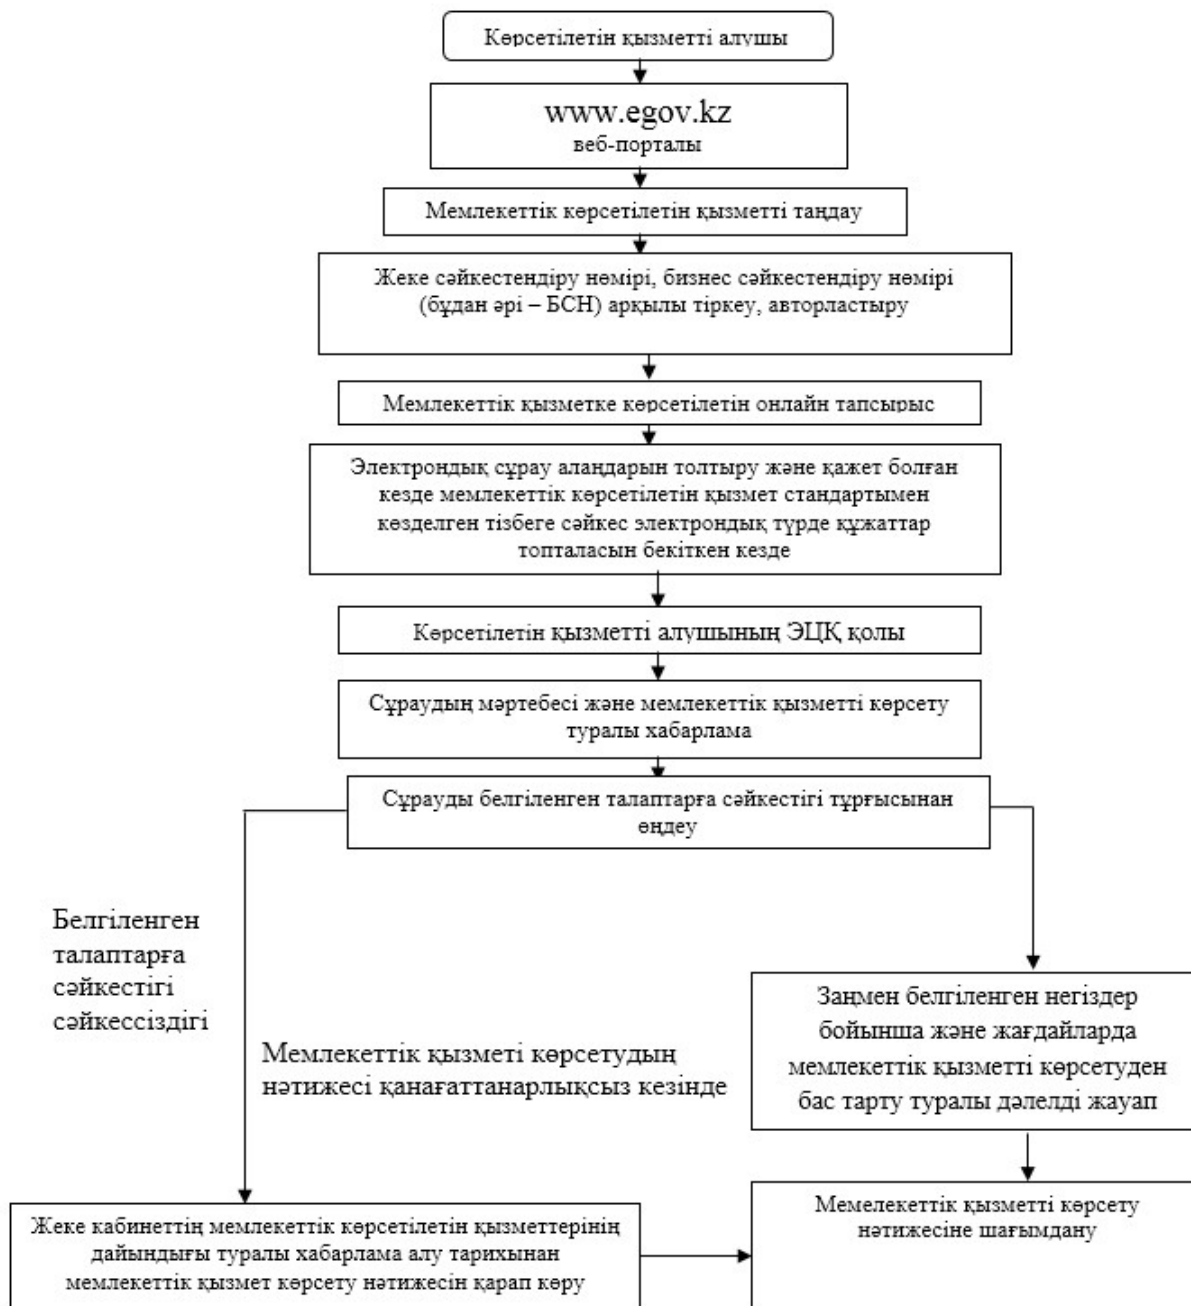 Көрсетілетін қызметті алушы
www.egov.kz
веб-порталы
Мемлекеттік көрсетілетін қызметті таңдау
Жеке сәйкестендіру нөмірі, бизнес сәйкестендіру нөмірі
(бұдан әрі – БСН) арқылы тіркеу, авторластыру
Мемлекеттік қызметке көрсетілетін онлайн тапсырыс
Электрондық сұрау алаңдарын толтыру және қажет болған
кезде мемлекеттік көрсетілетін қызмет стандартымен
көзделген тізбеге сәйкес электрондық түрде құжаттар
топталасын бекіткен кезде
Көрсетілетін қызметті алушының ЭЦҚ қолы
Сұраудың мәртебесі және мемлекеттік қызметті көрсету
туралы хабарлама
Сұрауды белгіленген талаптарға сәйкестігі тұрғысынан
өңдеу
Белгіленген
талаптарға
сәйкестігі
сәйкессіздігі
Мемлекеттік қызметі көрсетудың
нәтижесі қанағаттанарлықсыз кезінде
Заңмен белгіленген негіздер
бойынша және жағдайларда
мемлекеттік қызметті көрсетуден
бас тарту туралы дәлелді жауап
Жеке кабинеттің мемлекеттік көрсетілетін қызметтерінің
дайындығы туралы хабарлама алу тарихынан
мемлекеттік қызмет көрсету нәтижесін қарап көру
Мемелекеттік қызметті көрсету
нәтижесіне шағымдану